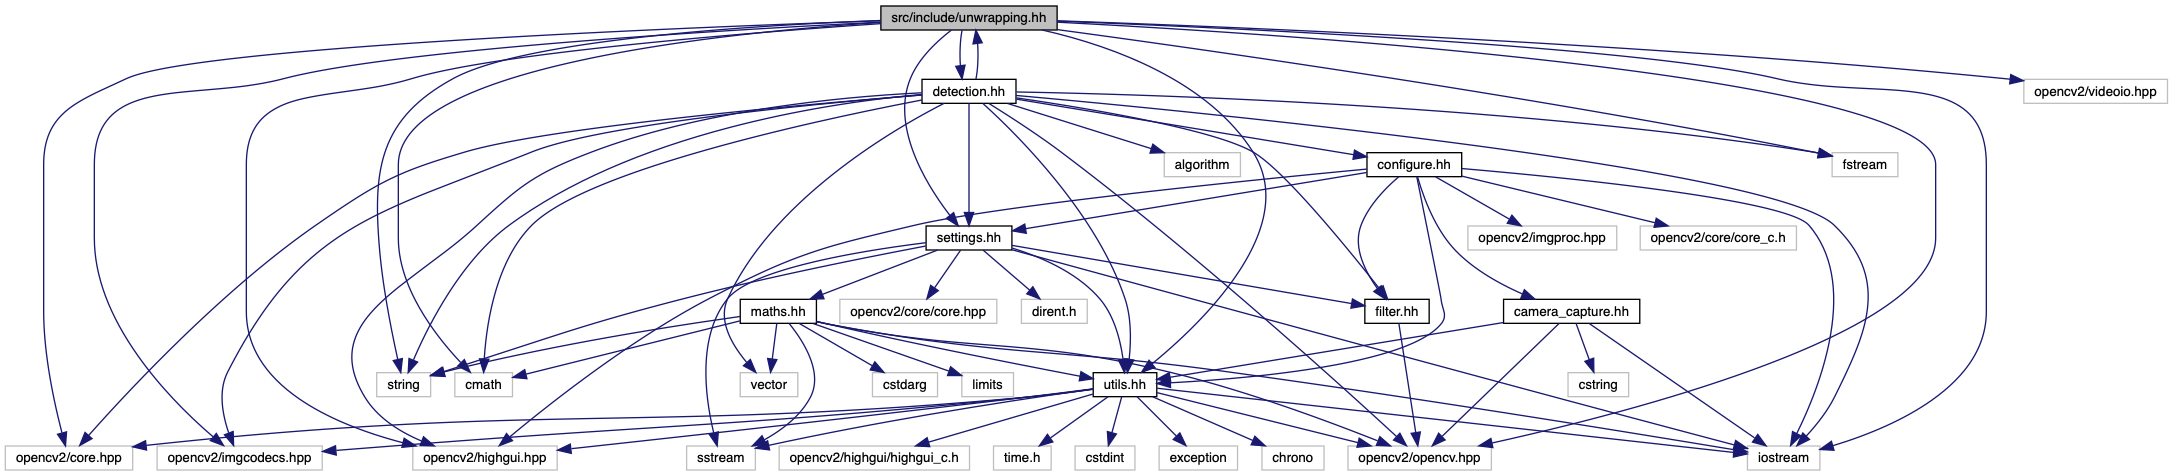 src/include/unwrapping.hh
detection.hh
opencv2/videoio.hpp
algorithm
configure.hh
fstream
settings.hh
opencv2/imgproc.hpp
opencv2/core/core_c.h
maths.hh
opencv2/core/core.hpp
dirent.h
filter.hh
camera_capture.hh
string
cmath
vector
cstdarg
limits
utils.hh
cstring
opencv2/core.hpp
opencv2/imgcodecs.hpp
opencv2/highgui.hpp
sstream
opencv2/highgui/highgui_c.h
time.h
cstdint
exception
chrono
opencv2/opencv.hpp
iostream